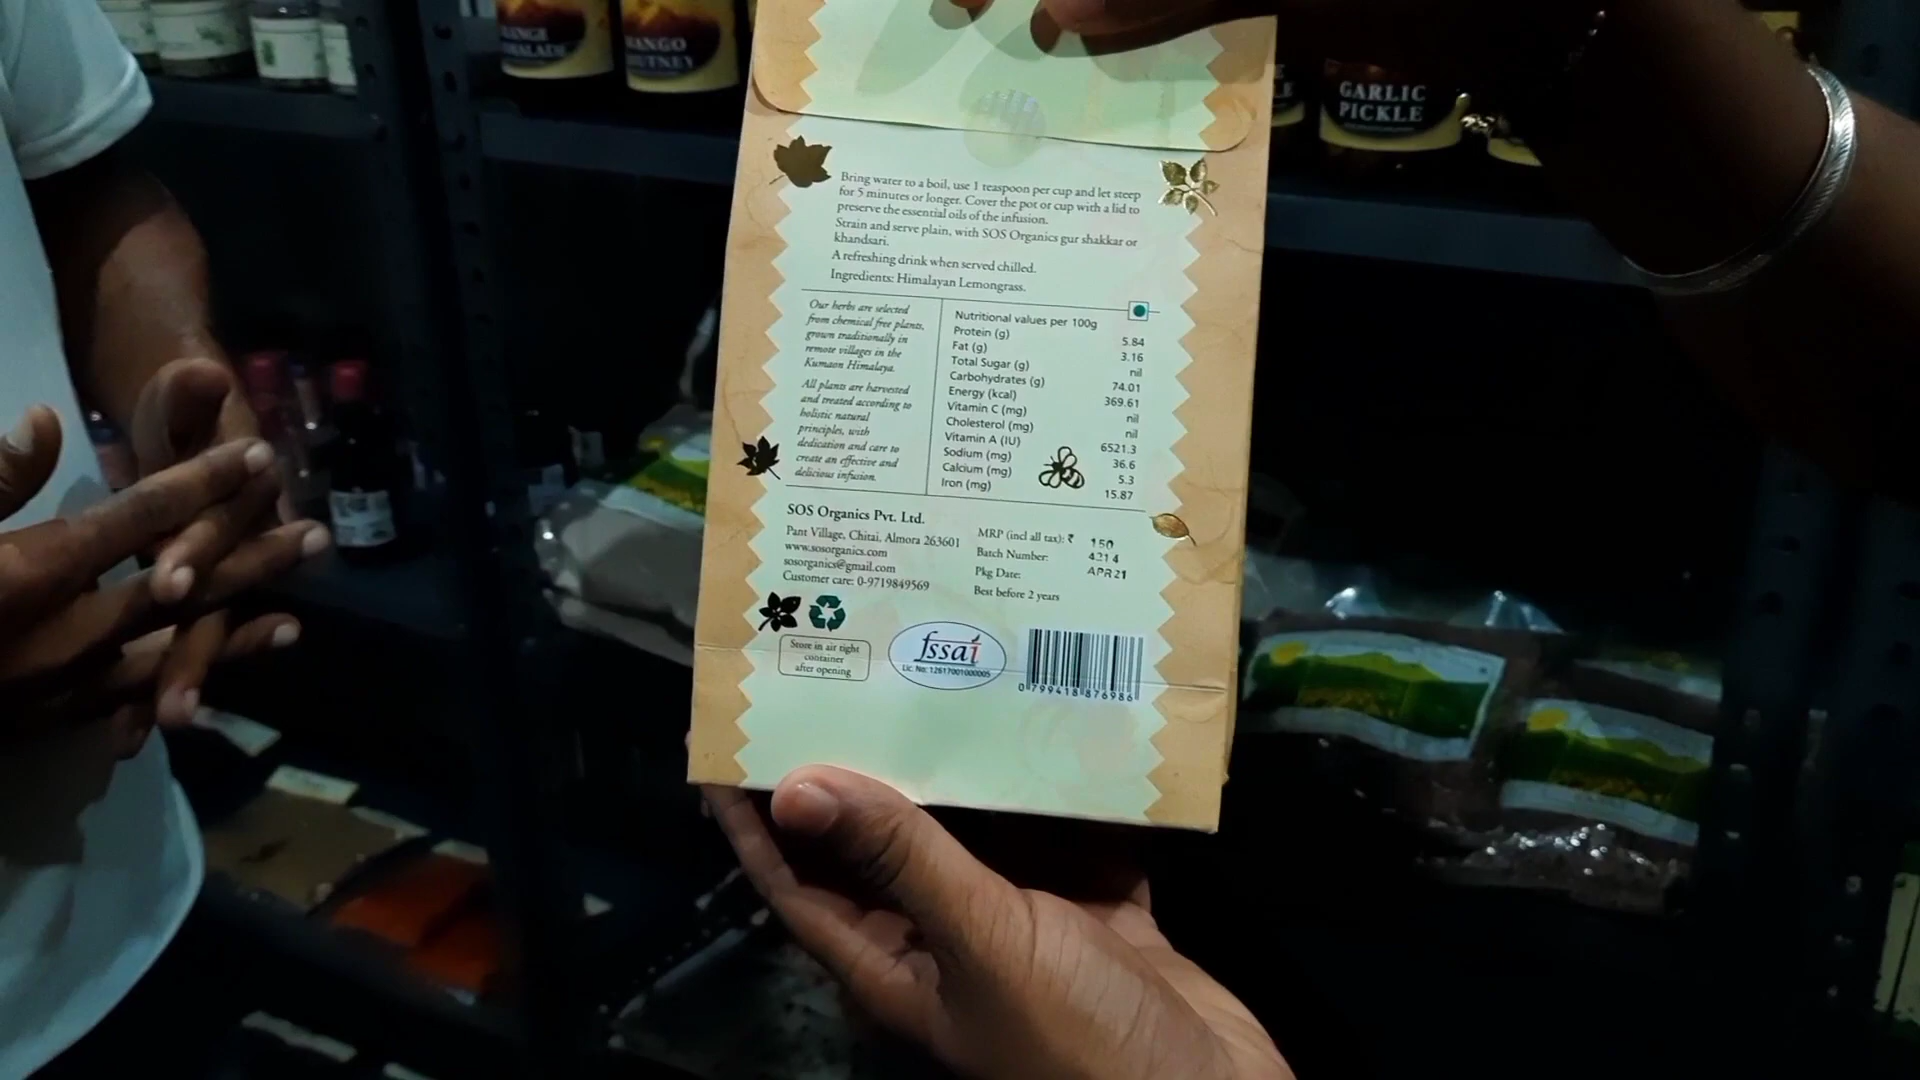 MANGO
CHUTNEY
GARLIC
PICKLE
Bring water to a boil, use 1 teaspoon per cup and let steep
for 5 minutes or longer. Cover the pot or cup with a lid to
preserve the essential oils of the infusion.
Strain and serve plain, with SOS Organics gur shakkar or
khandsari.
A refreshing drink when served chilled.
Ingredients: Himalayan Lemongrass.
Our herbs are selected
from chemical free plants,
grown traditionally in
remote villages in the
Kumaon Himalaya.
All plants are harvested
and treated according to
holistic natural
principles, with
dedication and care to
create an effective and
delicious infusion.
Nutritional values per 100g
Protein (g) 5.84
Fat (g) 3.16
Total Sugar (g) nil
Carbohydrates (g) 74.01
Energy (kcal) 369.61
Vitamin C (mg) nil
Cholesterol (mg) nil
Vitamin A (IU) 6521.3
Sodium (mg) 36.6
Calcium (mg) 5.3
Iron (mg) 15.87
SOS Organics Pvt. Ltd.
Pant Village, Chitai, Almora 263601
www.sosorganics.com
sosorganics@gmail.com
Customer care: 0-9719849569
MRP (incl all tax): ₹ 150
Batch Number: 4214
Pkg Date: APR 21
Best before 2 years
Store in air tight
container
after opening
fssai
Lic. No: 12617001000005
0 799418 876986